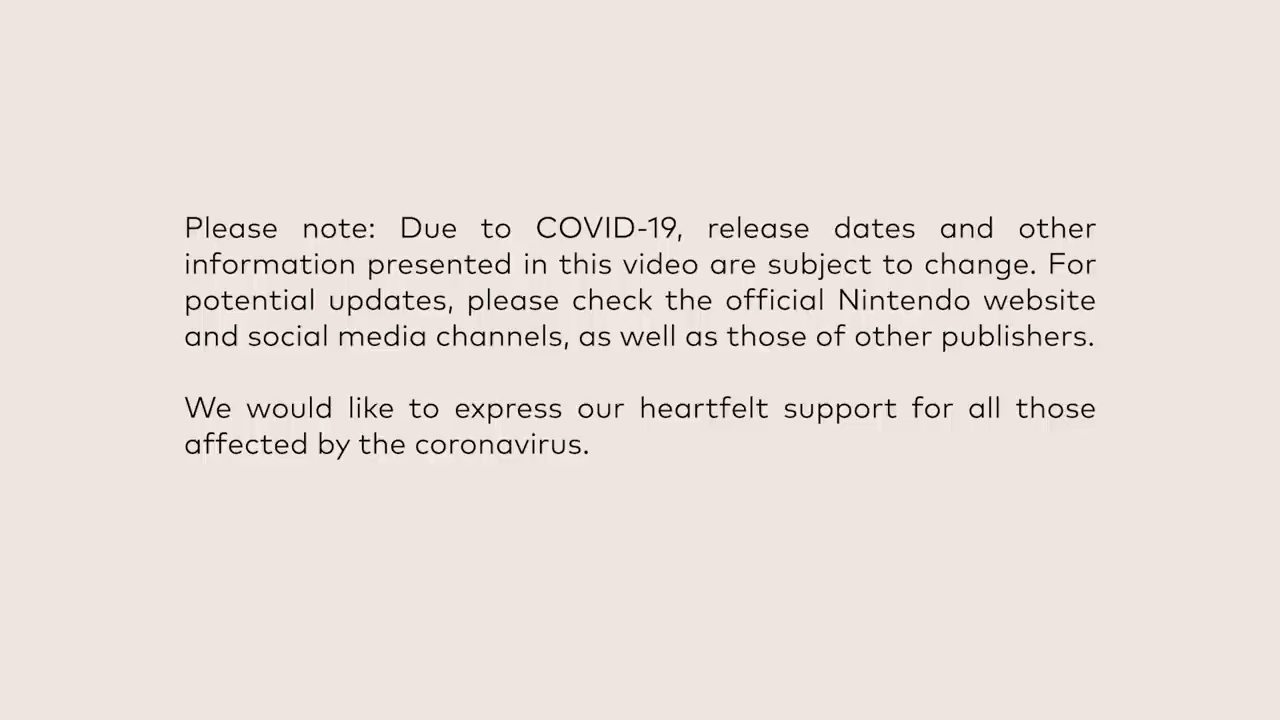 Please note: Due to COVID-19, release dates and other
information presented in this video are subject to change. For
potential updates, please check the official Nintendo website
and social media channels, as well as those of other publishers.
We would like to express our heartfelt support for all those
affected by the coronavirus.